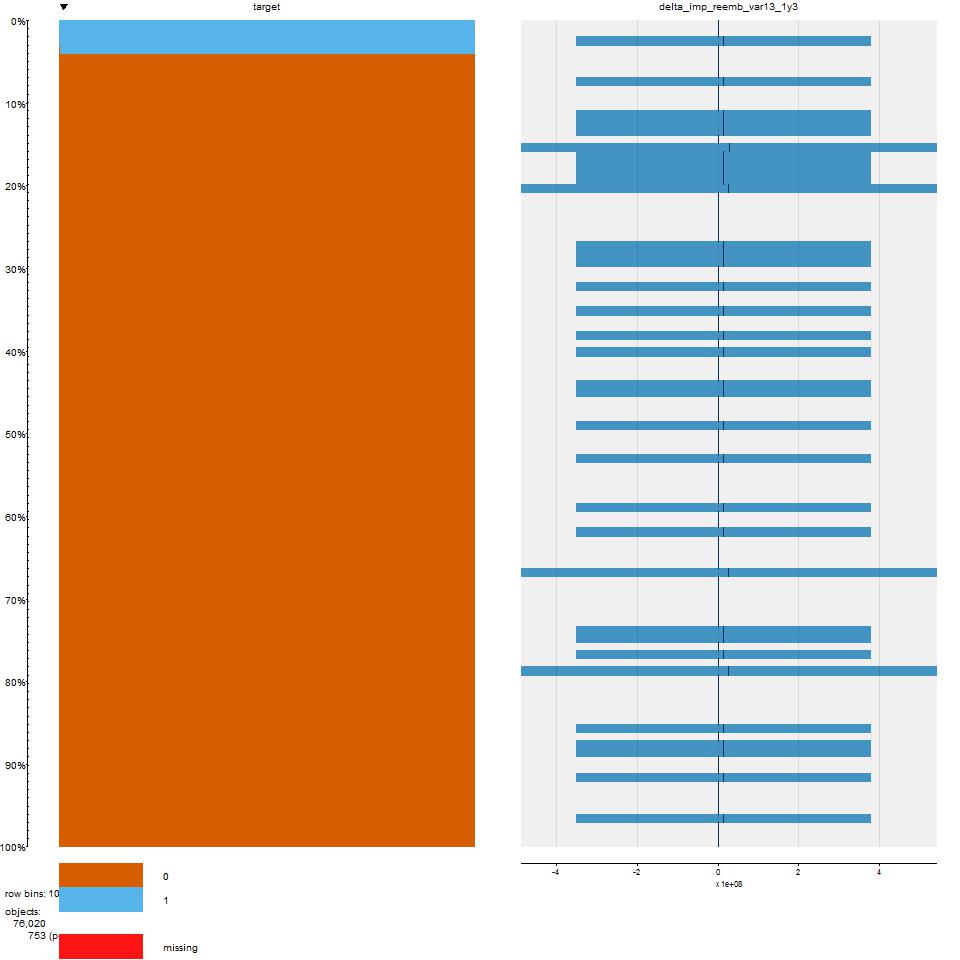 target
delta_imp_reemb_var13_1y3
0%
10%
20%
30%
40%
50%
60%
70%
80%
90%
100%
-4
-2
0
2
4
x 1e+08
0
row bins: 10
1
objects:
76,020
753 (p
missing